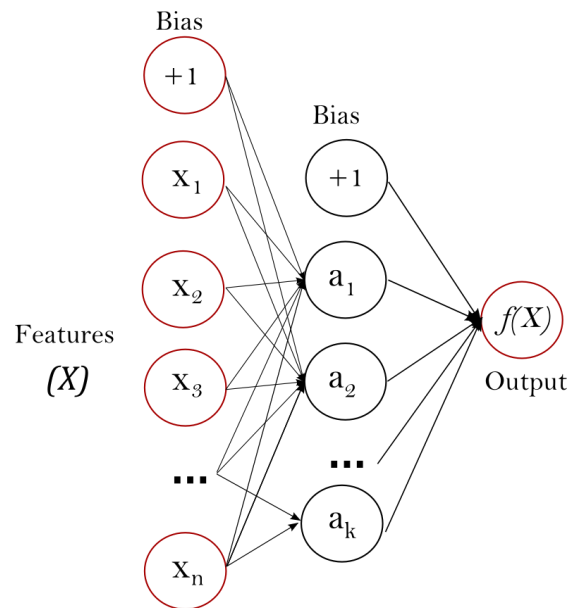 Bias
+1
x₁
x₂
x₃
...
xₙ
Features
(X)
Bias
+1
a₁
a₂
...
aₖ
f(X)
Output